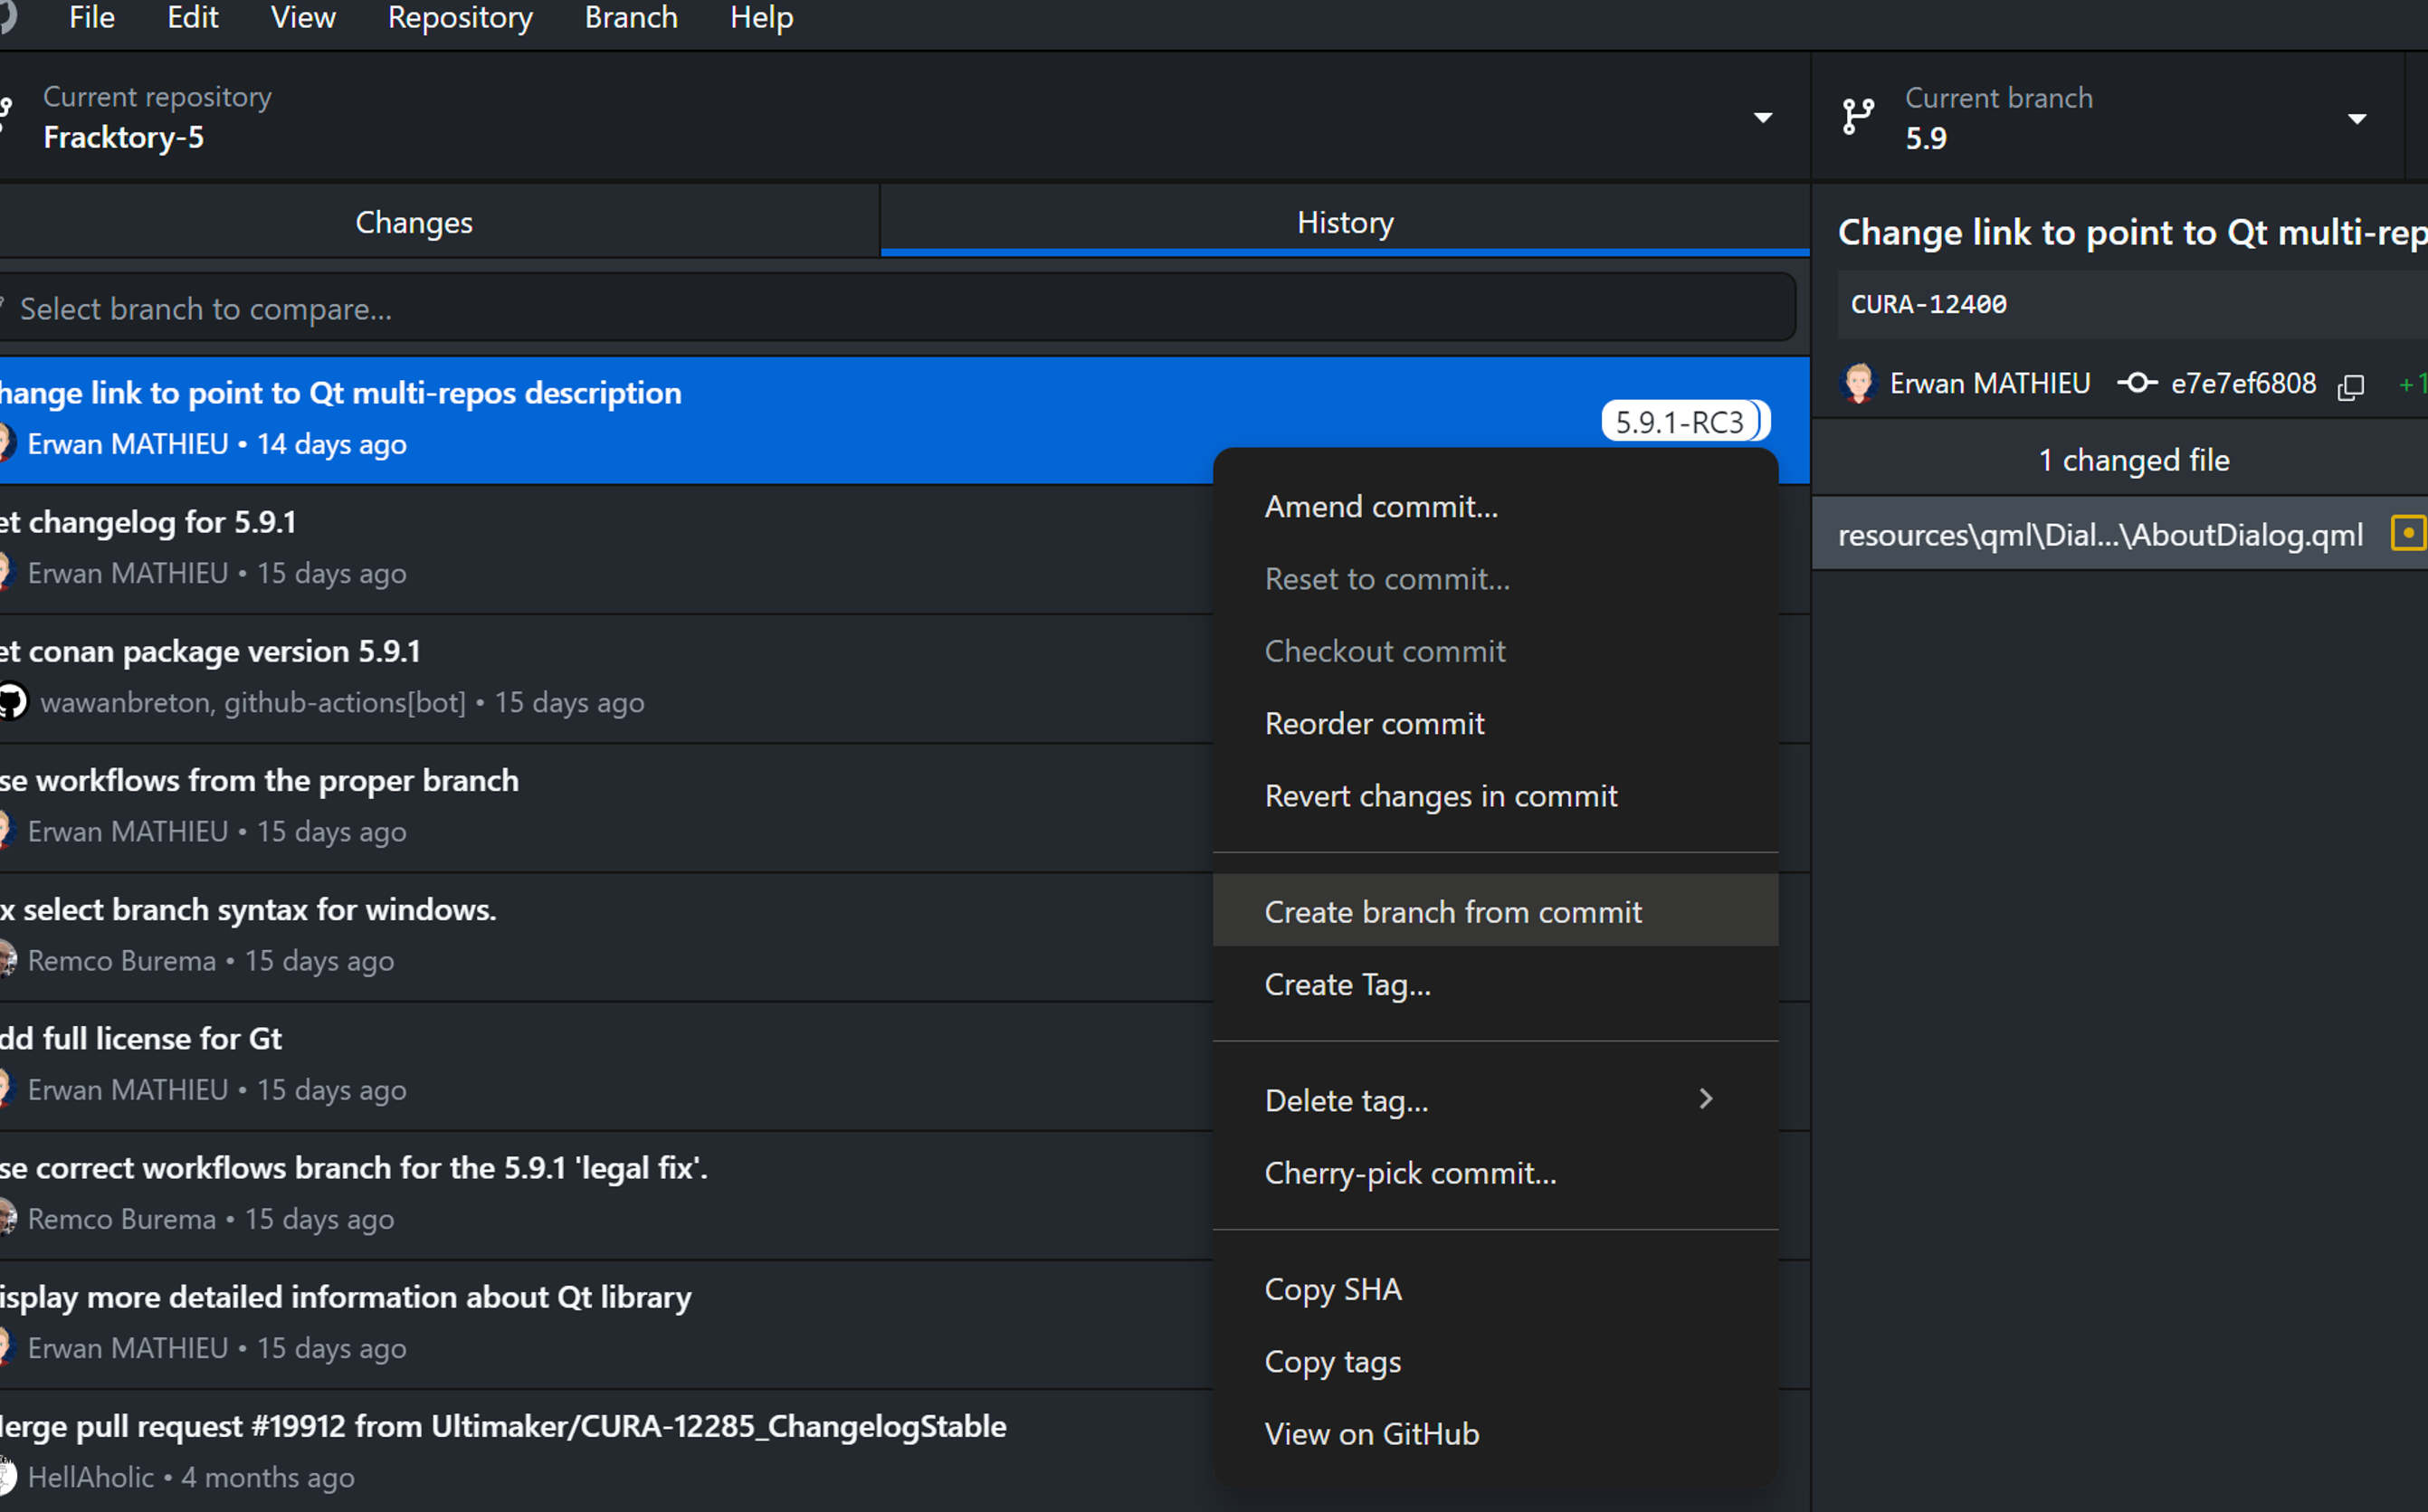 File Edit View Repository Branch Help
Current repository
Fracktory-5
Current branch
5.9
Changes
History
Select branch to compare...
hange link to point to Qt multi-repos description
Erwan MATHIEU • 14 days ago
5.9.1-RC3
et changelog for 5.9.1
Erwan MATHIEU • 15 days ago
et conan package version 5.9.1
wawanbreton, github-actions[bot] • 15 days ago
se workflows from the proper branch
Erwan MATHIEU • 15 days ago
x select branch syntax for windows.
Remco Burema • 15 days ago
dd full license for Gt
Erwan MATHIEU • 15 days ago
se correct workflows branch for the 5.9.1 'legal fix'.
Remco Burema • 15 days ago
isplay more detailed information about Qt library
Erwan MATHIEU • 15 days ago
erge pull request #19912 from Ultimaker/CURA-12285_ChangelogStable
HellAholic • 4 months ago
Amend commit...
Reset to commit...
Checkout commit
Reorder commit
Revert changes in commit
Create branch from commit
Create Tag...
Delete tag...
Cherry-pick commit...
Copy SHA
Copy tags
View on GitHub
Change link to point to Qt multi-rep
CURA-12400
Erwan MATHIEU e7e7ef6808 +1
1 changed file
resources\qml\Dial...\AboutDialog.qml